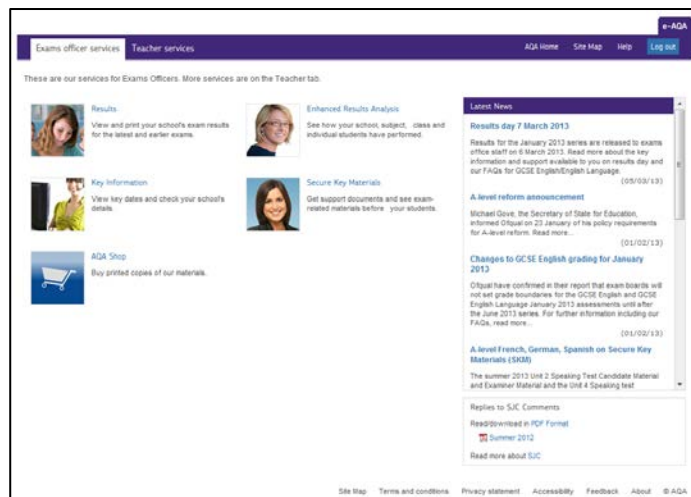 e-AQA
Exams officer services
Teacher services
AQA Home
Site Map
Help
Log out
These are our services for Exams Officers. More services are on the Teacher tab.
Results
View and print your school's exam results
for the latest and earlier exams.
Enhanced Results Analysis
See how your school, subject, class and
individual students have performed.
Key Information
View key dates and check your school's
details.
Secure Key Materials
Get support documents and see exam-
related materials before your students.
AQA Shop
Buy printed copies of our materials.
Latest News
Results day 7 March 2013
Results for the January 2013 series are released to exams
office staff on 6 March 2013. Read more about the key
information and support available to you on results day and
our FAQs for GCSE English/English Language.
(05/03/13)
A-level reform announcement
Michael Gove, the Secretary of State for Education,
informed Ofqual on 23 January of his policy requirements
for A-level reform. Read more...
(01/02/13)
Changes to GCSE English grading for January
2013
Ofqual have confirmed in their report that exam boards will
not set grade boundaries for the GCSE English and GCSE
English Language January 2013 assessments until after
the June 2013 series. For further information including our
FAQs, read more...
(01/02/13)
A-level French, German, Spanish on Secure Key
Materials (SKM)
The summer 2013 Unit 2 Speaking Test Candidate Material
and Examiner Material and the Unit 4 Speaking test
Replies to SJC Comments
Read/download in PDF Format
Summer 2012
Read more about SJC
Site Map
Terms and conditions
Privacy statement
Accessibility
Feedback
About
© AQA